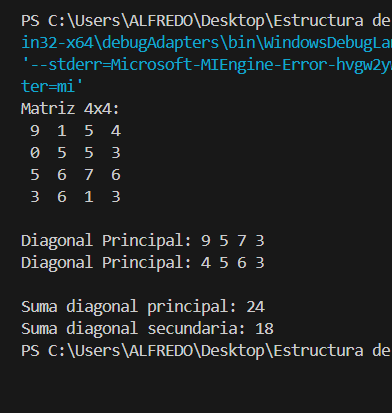 PS C:\Users\ALFREDO\Desktop\Estructura de
in32-x64\debugAdapters\bin\WindowsDebugLa
'--stderr=Microsoft-MIEngine-Error-hvgw2y
ter=mi'
Matriz 4x4:
9 1 5 4
0 5 5 3
5 6 7 6
3 6 1 3
Diagonal Principal: 9 5 7 3
Diagonal Principal: 4 5 6 3
Suma diagonal principal: 24
Suma diagonal secundaria: 18
PS C:\Users\ALFREDO\Desktop\Estructura de